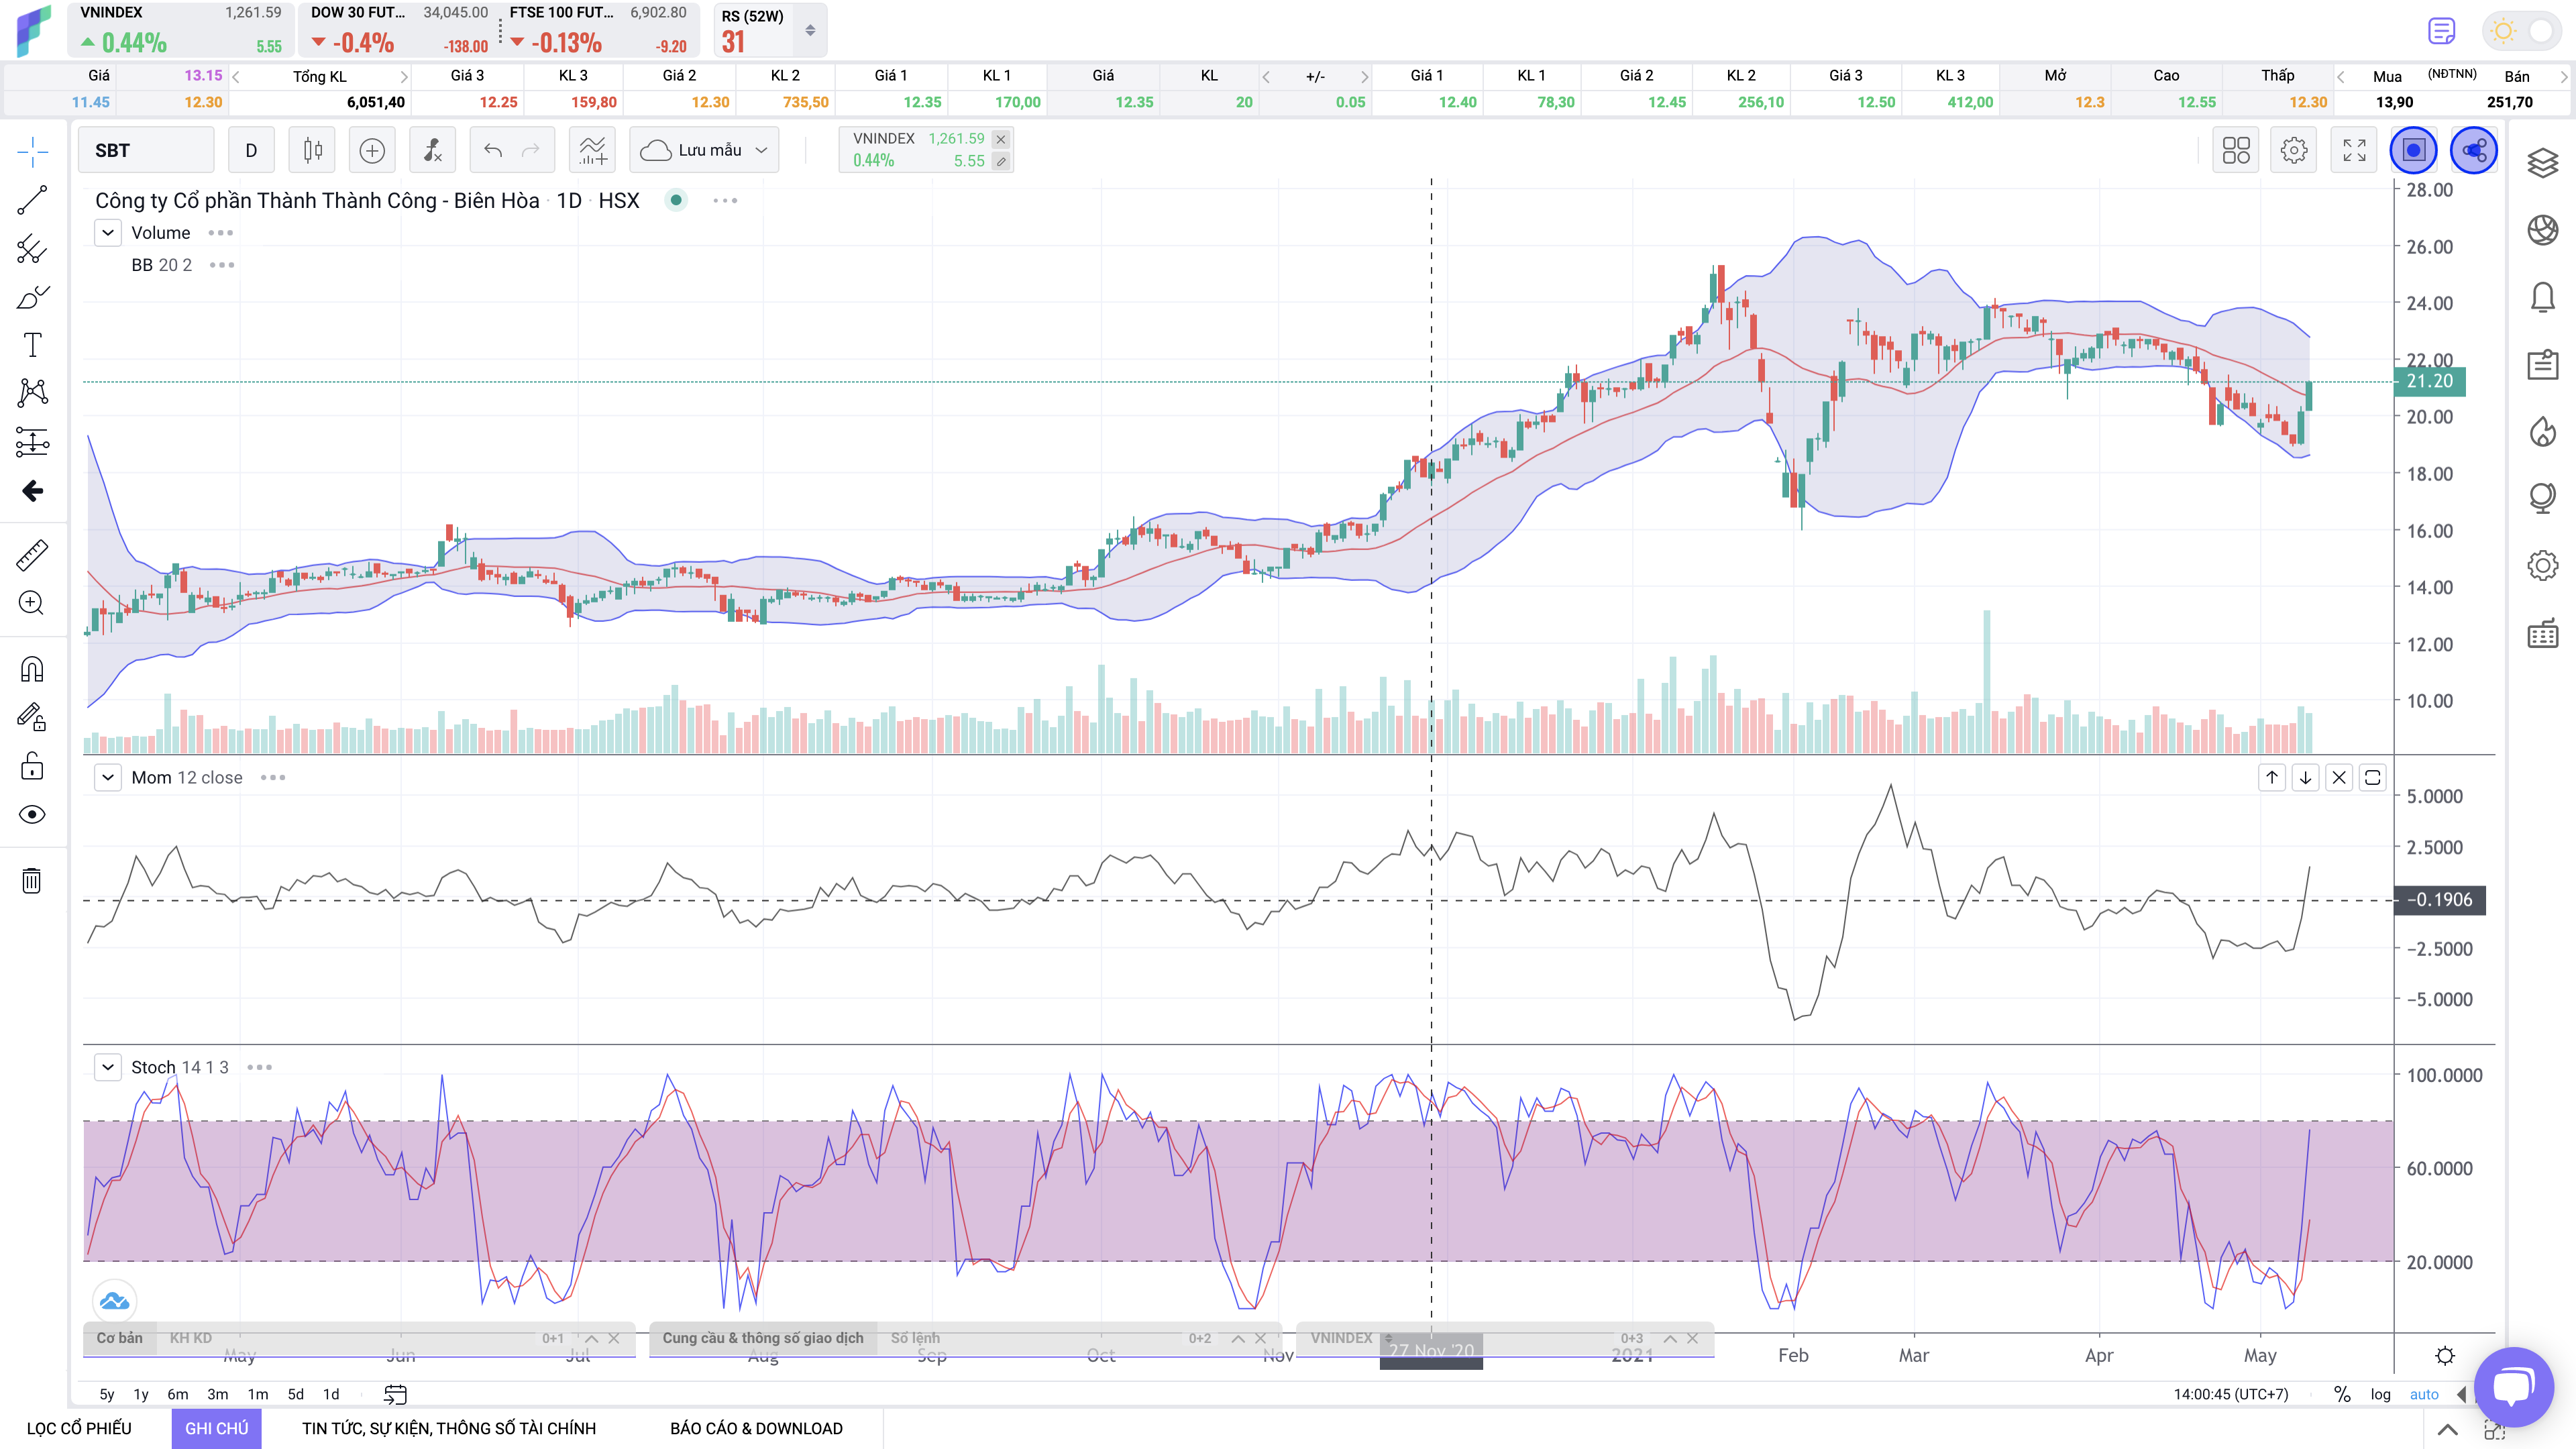 VNINDEX 1,261.59 DOW 30 FUT... 34,045.00 FTSE 100 FUT... 6,902.80 RS (52W)
0.44% 5.55 -0.4% -138.00 -0.13% -9.20 31
Giá 13.15 Tổng KL Giá 3 KL 3 Giá 2 KL 2 Giá 1 KL 1 Giá KL +/- Giá 1 KL 1 Giá 2 KL 2 Giá 3 KL 3 Mở Cao Thấp Mua (NĐTNN) Bán
11.45 12.30 6,051,40 12.25 159,80 12.30 735,50 12.35 170,00 12.35 20 0.05 12.40 78,30 12.45 256,10 12.50 412,00 12.3 12.55 12.30 13,90 251,70
SBT D Lưu mẫu VNINDEX 1,261.59
0.44% 5.55
Công ty Cổ phần Thành Thành Công - Biên Hòa · 1D · HSX
Volume
BB 20 2
28.00
26.00
24.00
22.00
21.20
20.00
18.00
16.00
14.00
12.00
10.00
Mom 12 close
5.0000
2.5000
−0.1906
−2.5000
−5.0000
Stoch 14 1 3
100.0000
60.0000
20.0000
Cơ bản KH KD 0+1 Cung cầu & thông số giao dịch Sổ lệnh 0+2 VNINDEX 0+3
May Jun Jul Aug Sep Oct Nov 27 Nov '20 2021 Feb Mar Apr May
5y 1y 6m 3m 1m 5d 1d 14:00:45 (UTC+7) % log auto
LỌC CỔ PHIẾU GHI CHÚ TIN TỨC, SỰ KIỆN, THÔNG SỐ TÀI CHÍNH BÁO CÁO & DOWNLOAD